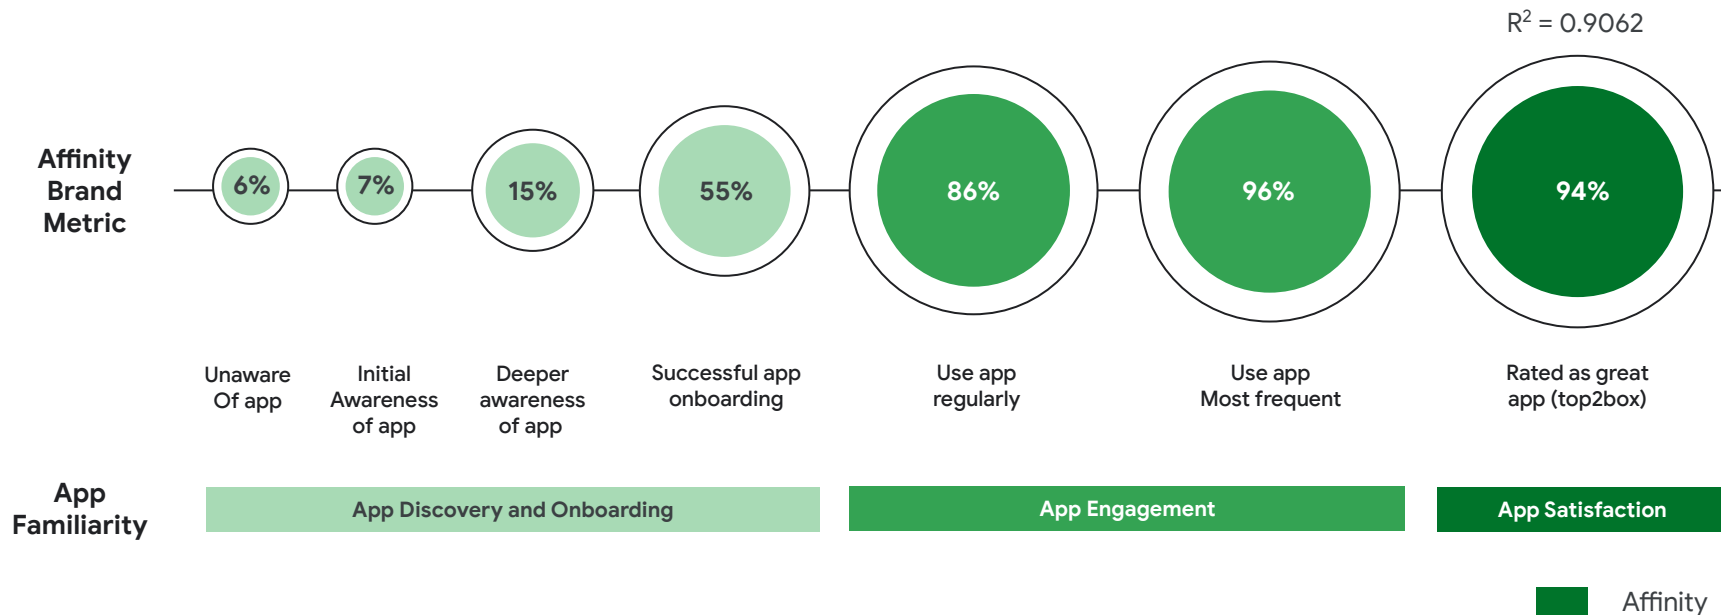 R² = 0.9062
Affinity
Brand
Metric
6%
7%
15%
55%
86%
96%
94%
Unaware
Of app
Initial
Awareness
of app
Deeper
awareness
of app
Successful app
onboarding
Use app
regularly
Use app
Most frequent
Rated as great
app (top2box)
App
Familiarity
App Discovery and Onboarding
App Engagement
App Satisfaction
Affinity